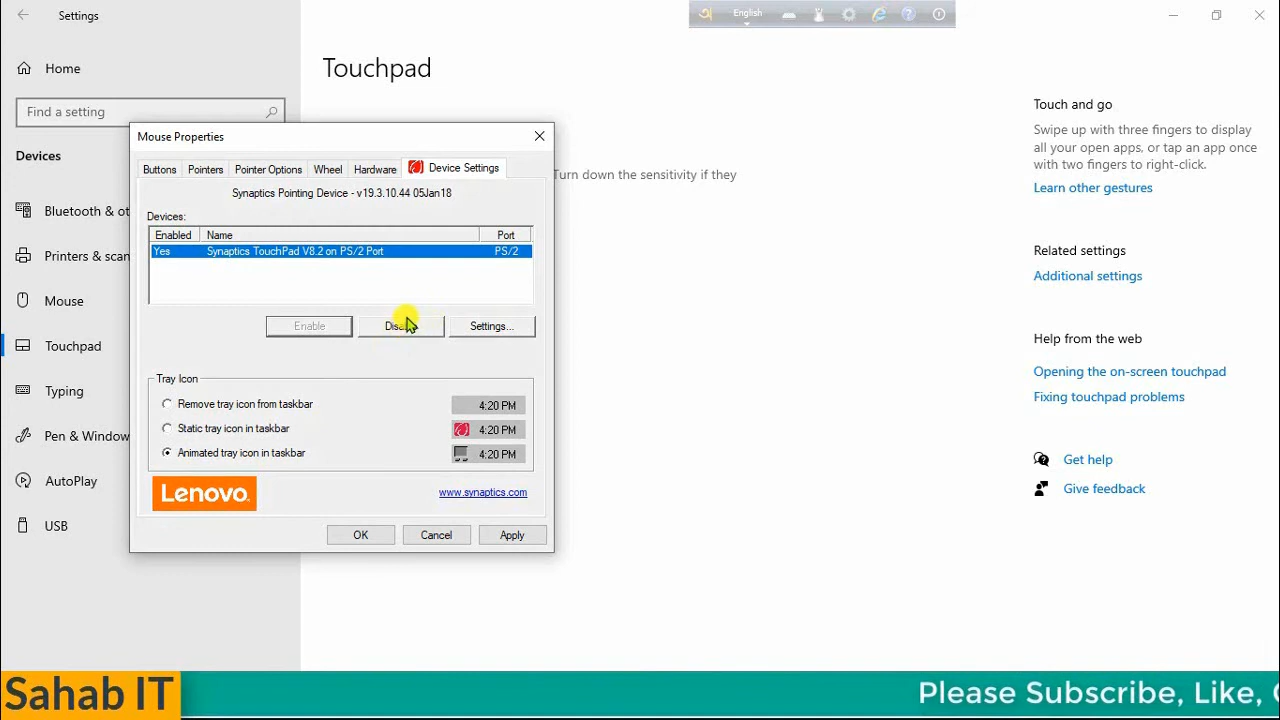 Settings
English
Home
Find a setting
Devices
Bluetooth & ot
Printers & scan
Mouse
Touchpad
Typing
Pen & Window
AutoPlay
USB
Touchpad
Turn down the sensitivity if they
Mouse Properties
Buttons
Pointers
Pointer Options
Wheel
Hardware
Device Settings
Synaptics Pointing Device - v19.3.10.44 05Jan18
Devices:
Enabled Name Port
Yes Synaptics TouchPad V8.2 on PS/2 Port PS/2
Enable
Settings...
Tray Icon
Remove tray icon from taskbar 4:20 PM
Static tray icon in taskbar 4:20 PM
Animated tray icon in taskbar 4:20 PM
Lenovo
www.synaptics.com
OK
Cancel
Apply
Touch and go
Swipe up with three fingers to display
all your open apps, or tap an app once
with two fingers to right-click.
Learn other gestures
Related settings
Additional settings
Help from the web
Opening the on-screen touchpad
Fixing touchpad problems
Get help
Give feedback
Sahab IT
Please Subscribe, Like,